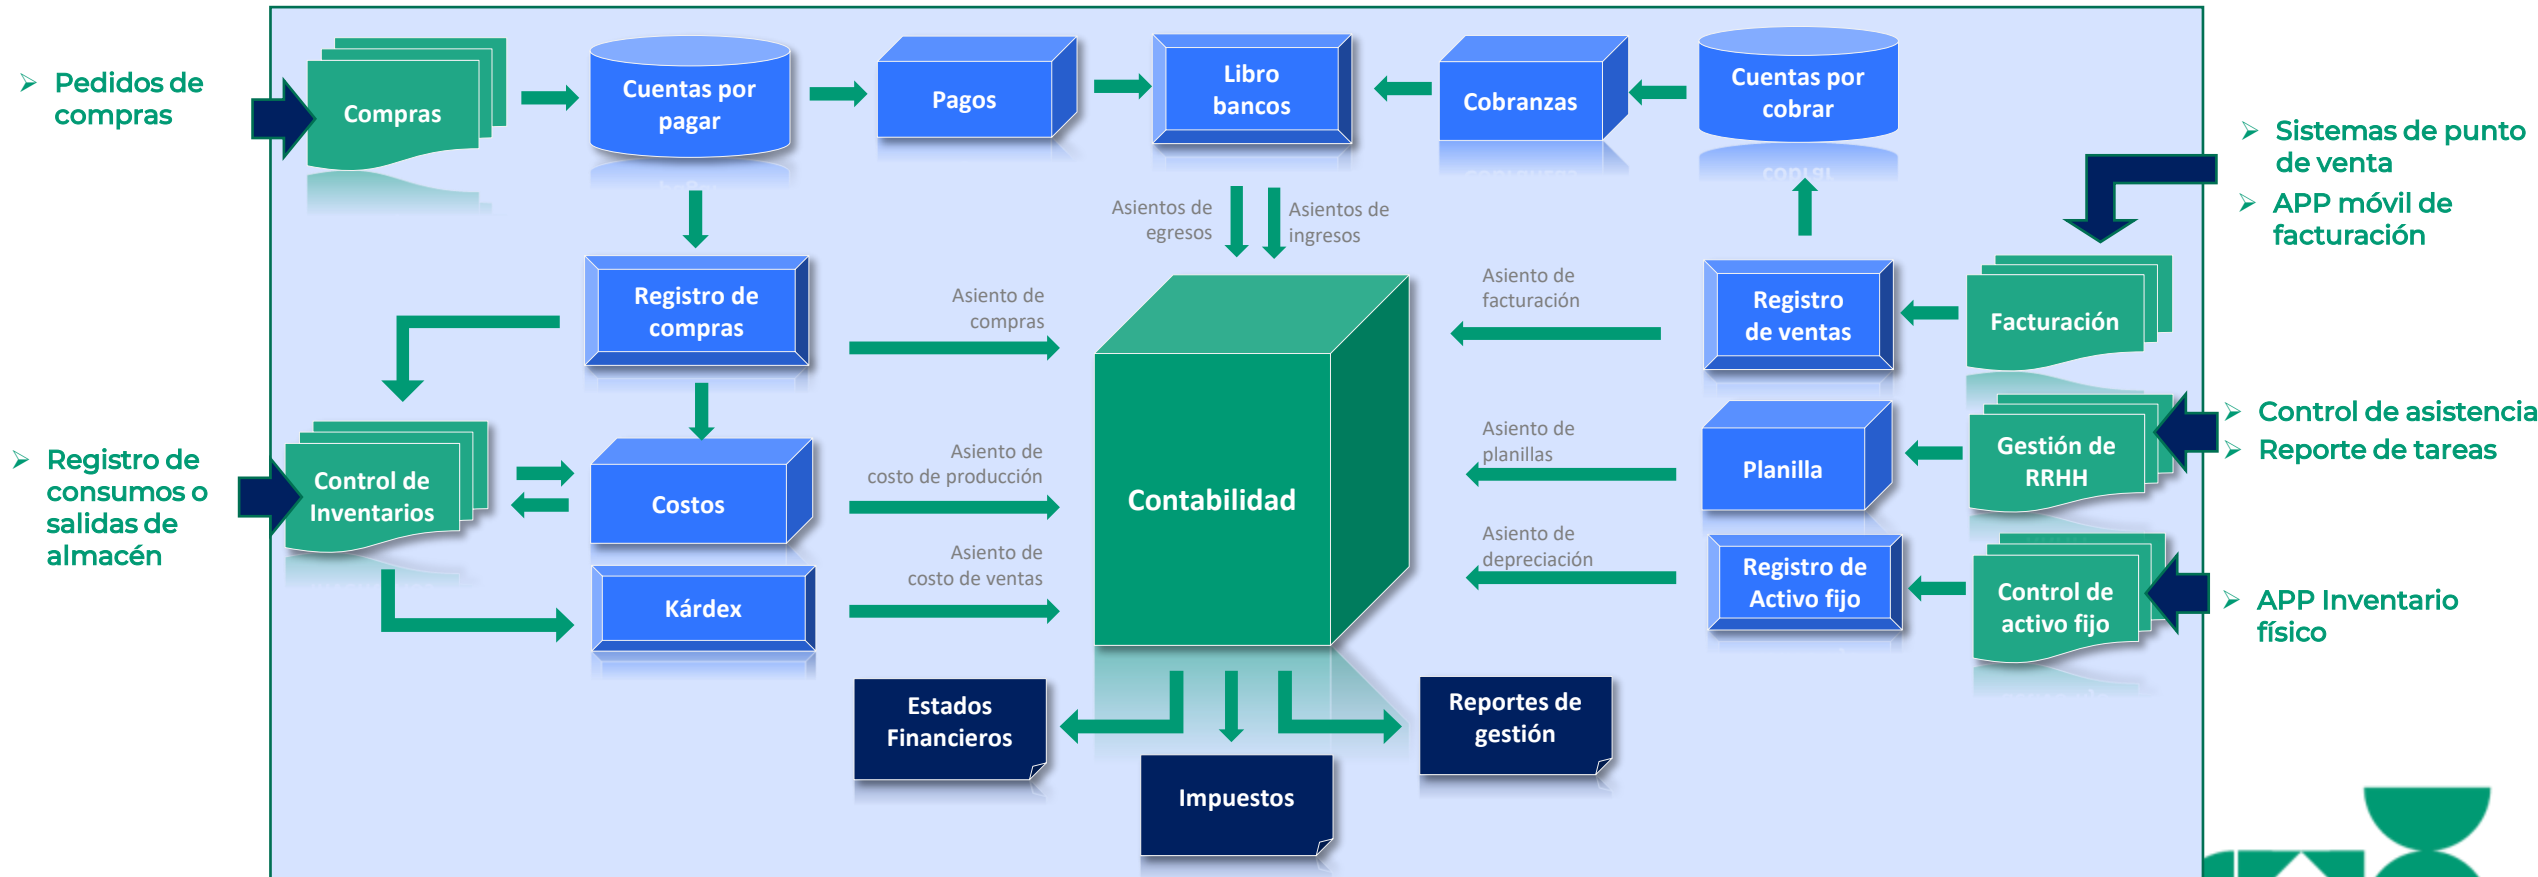 Pedidos de
compras
Compras
Cuentas por
pagar
Pagos
Libro
bancos
Cobranzas
Cuentas por
cobrar
Sistemas de punto
de venta
APP móvil de
facturación
Asientos de
egresos
Asientos de
ingresos
Registro de
compras
Asiento de
compras
Asiento de
facturación
Registro
de ventas
Facturación
Registro de
consumos o
salidas de
almacén
Control de
Inventarios
Costos
Asiento de
costo de producción
Contabilidad
Asiento de
planillas
Planilla
Gestión de
RRHH
Control de asistencia
Reporte de tareas
Kárdex
Asiento de
costo de ventas
Asiento de
depreciación
Registro de
Activo fijo
Control de
activo fijo
APP Inventario
físico
Estados
Financieros
Impuestos
Reportes de
gestión